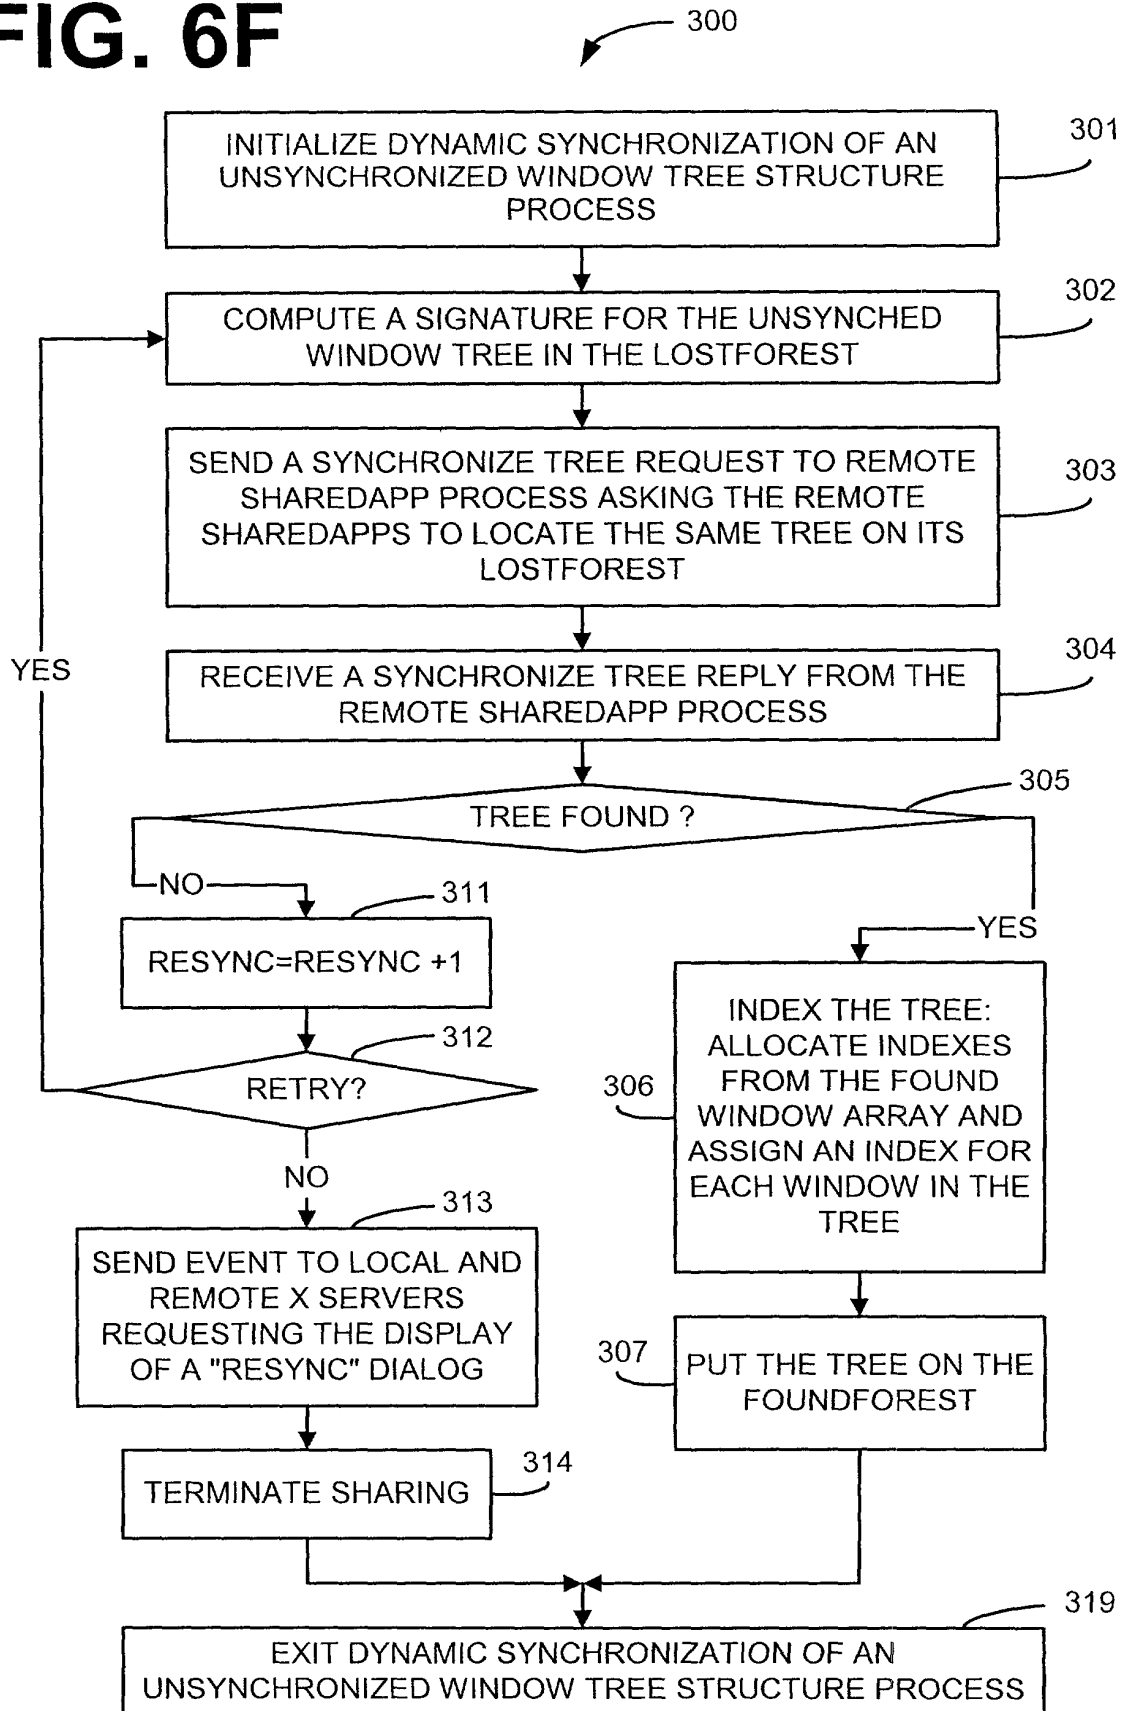 FIG. 6F
300
INITIALIZE DYNAMIC SYNCHRONIZATION OF AN
UNSYNCHRONIZED WINDOW TREE STRUCTURE
PROCESS
301
COMPUTE A SIGNATURE FOR THE UNSYNCHED
WINDOW TREE IN THE LOSTFOREST
302
SEND A SYNCHRONIZE TREE REQUEST TO REMOTE
SHAREDAPP PROCESS ASKING THE REMOTE
SHAREDAPPS TO LOCATE THE SAME TREE ON ITS
LOSTFOREST
303
RECEIVE A SYNCHRONIZE TREE REPLY FROM THE
REMOTE SHAREDAPP PROCESS
304
YES
TREE FOUND ?
305
NO
311
RESYNC=RESYNC +1
312
RETRY?
NO
313
SEND EVENT TO LOCAL AND
REMOTE X SERVERS
REQUESTING THE DISPLAY
OF A "RESYNC" DIALOG
TERMINATE SHARING
314
YES
INDEX THE TREE:
ALLOCATE INDEXES
FROM THE FOUND
WINDOW ARRAY AND
ASSIGN AN INDEX FOR
EACH WINDOW IN THE
TREE
306
307
PUT THE TREE ON THE
FOUNDFOREST
319
EXIT DYNAMIC SYNCHRONIZATION OF AN
UNSYNCHRONIZED WINDOW TREE STRUCTURE PROCESS